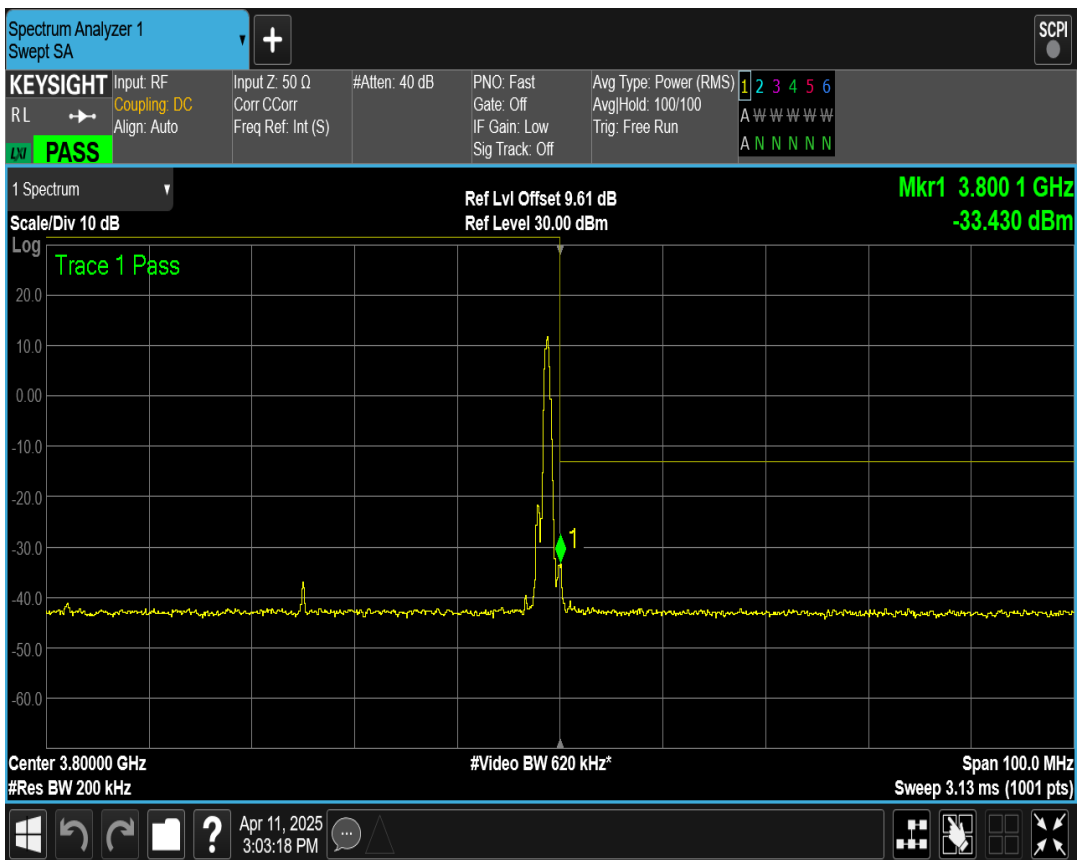 Spectrum Analyzer 1
Swept SA
SCPI
KEYSIGHT
RL
LXI PASS
Input: RF
Coupling: DC
Align: Auto
Input Z: 50 Ω
Corr CCorr
Freq Ref: Int (S)
#Atten: 40 dB
PNO: Fast
Gate: Off
IF Gain: Low
Sig Track: Off
Avg Type: Power (RMS)
Avg|Hold: 100/100
Trig: Free Run
1 2 3 4 5 6
A W W W W W
A N N N N N
1 Spectrum
Scale/Div 10 dB
Ref Lvl Offset 9.61 dB
Ref Level 30.00 dBm
Mkr1 3.800 1 GHz
-33.430 dBm
Log
Trace 1 Pass
20.0
10.0
0.00
-10.0
-20.0
1
-30.0
-40.0
-50.0
-60.0
Center 3.80000 GHz
#Res BW 200 kHz
#Video BW 620 kHz*
Span 100.0 MHz
Sweep 3.13 ms (1001 pts)
?
Apr 11, 2025
3:03:18 PM